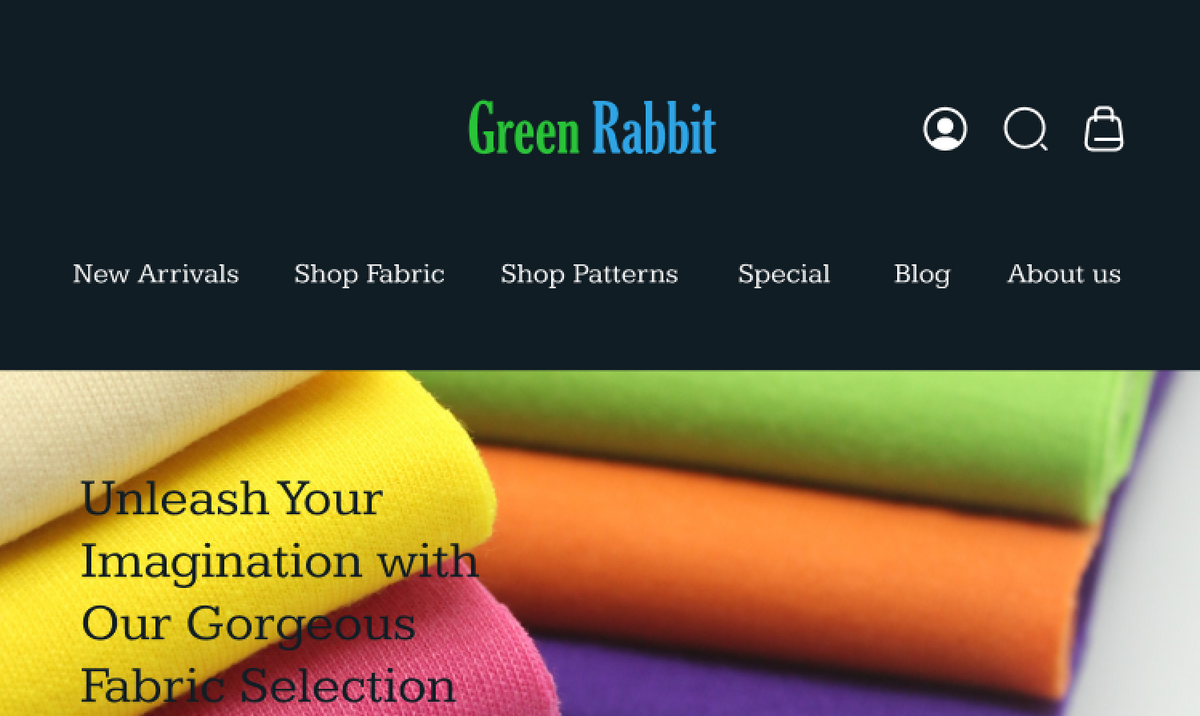 Green Rabbit
New Arrivals Shop Fabric Shop Patterns Special Blog About us
Unleash Your
Imagination with
Our Gorgeous
Fabric Selection